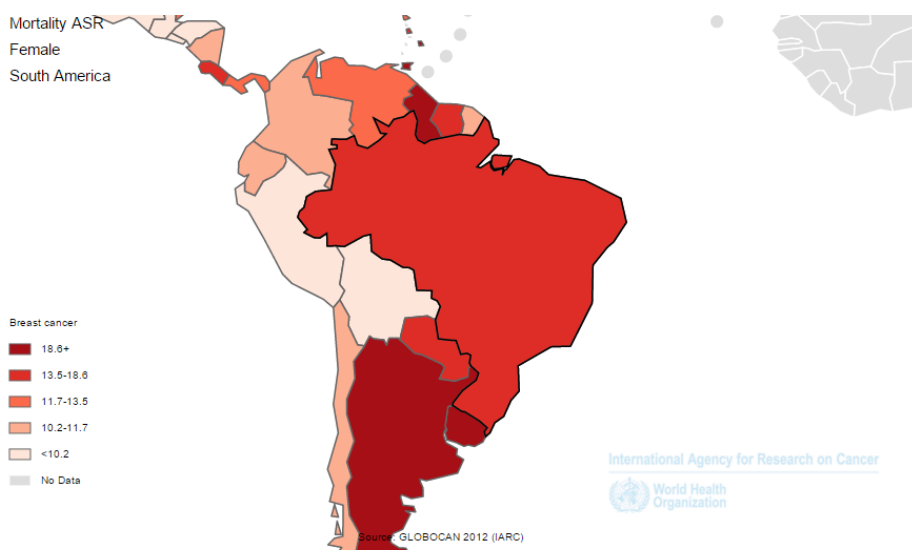 Mortality ASR
Female
South America
Breast cancer
18.6+
13.5-18.6
11.7-13.5
10.2-11.7
<10.2
No Data
International Agency for Research on Cancer
World Health
Organization
Source: GLOBOCAN 2012 (IARC)